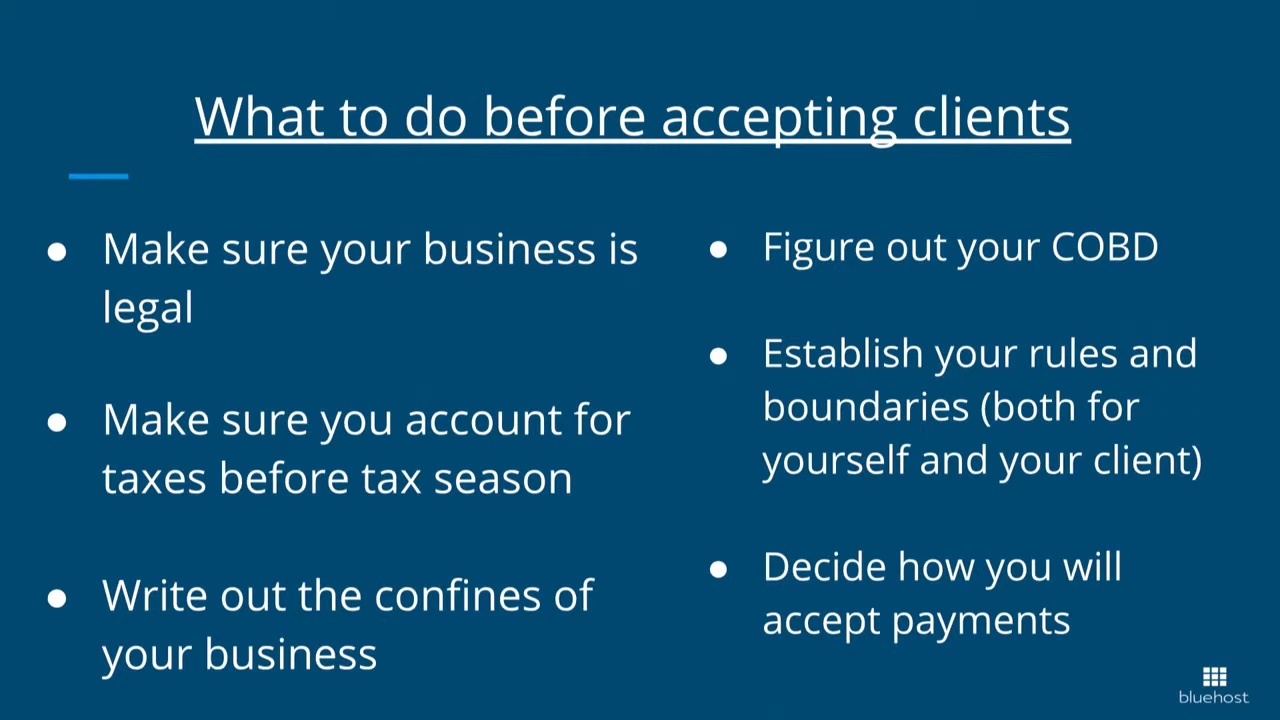 What to do before accepting clients
● Make sure your business is
legal
● Make sure you account for
taxes before tax season
● Write out the confines of
your business
● Figure out your COBD
● Establish your rules and
boundaries (both for
yourself and your client)
● Decide how you will
accept payments
bluehost